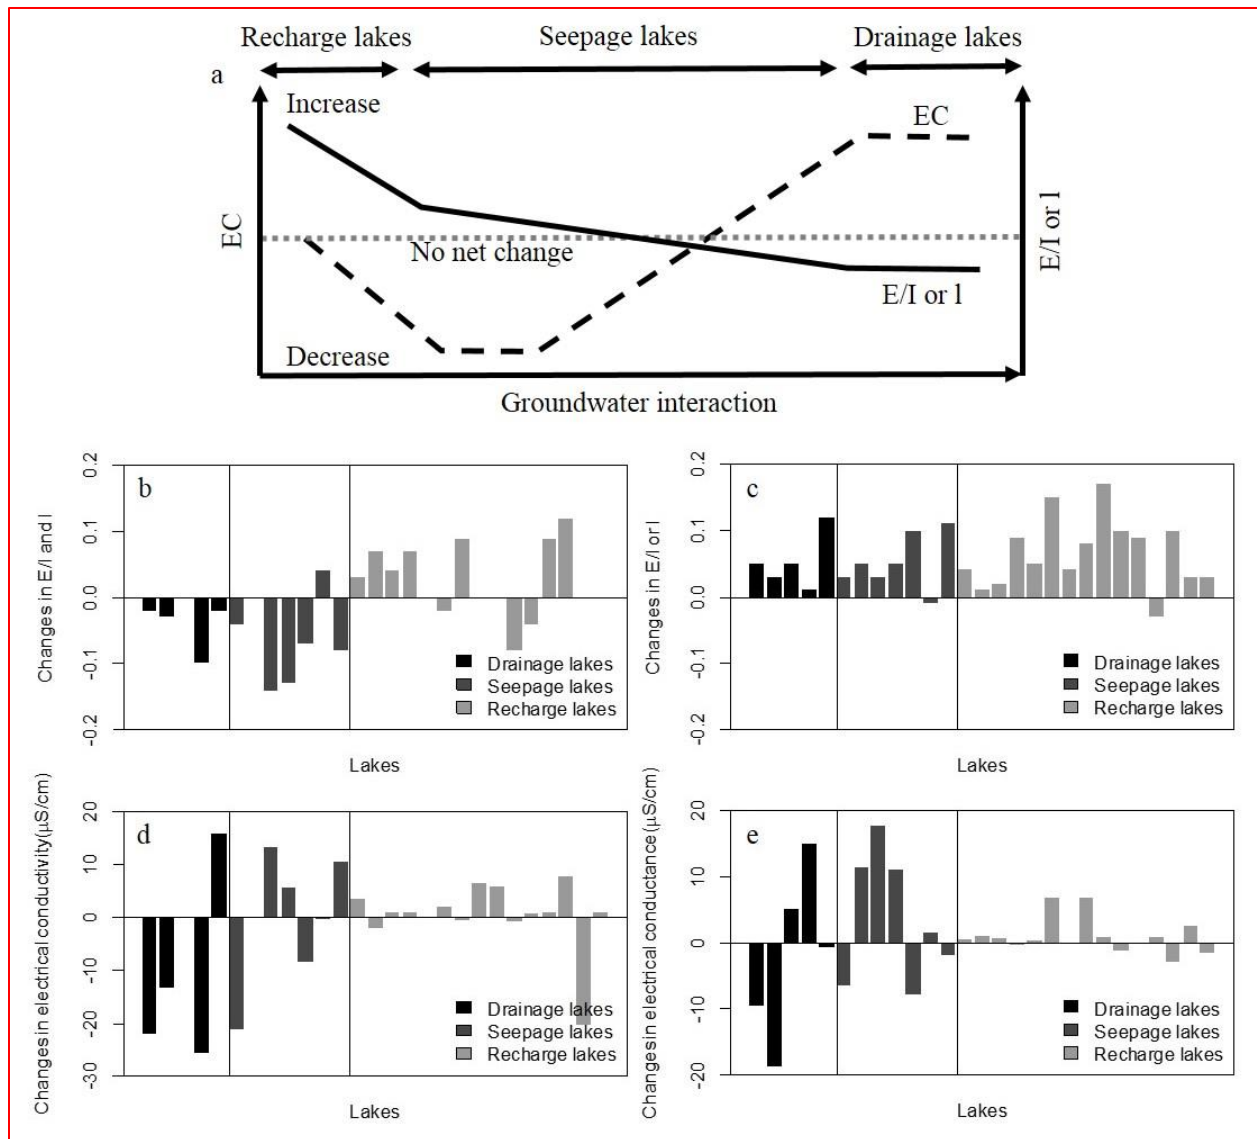 Recharge lakes Seepage lakes Drainage lakes
a
Increase
EC
EC
No net change
E/I or l
E/I or l
Decrease
Groundwater interaction
b
Changes in E/I and l
0.2
0.1
0.0
-0.1
-0.2
Drainage lakes
Seepage lakes
Recharge lakes
Lakes
c
Changes in E/I or l
0.2
0.1
0.0
-0.1
-0.2
Drainage lakes
Seepage lakes
Recharge lakes
Lakes
d
Changes in electrical conductivity (µS/cm)
20
10
0
-10
-20
-30
Drainage lakes
Seepage lakes
Recharge lakes
Lakes
e
Changes in electrical conductance (µS/cm)
20
10
0
-10
-20
Drainage lakes
Seepage lakes
Recharge lakes
Lakes